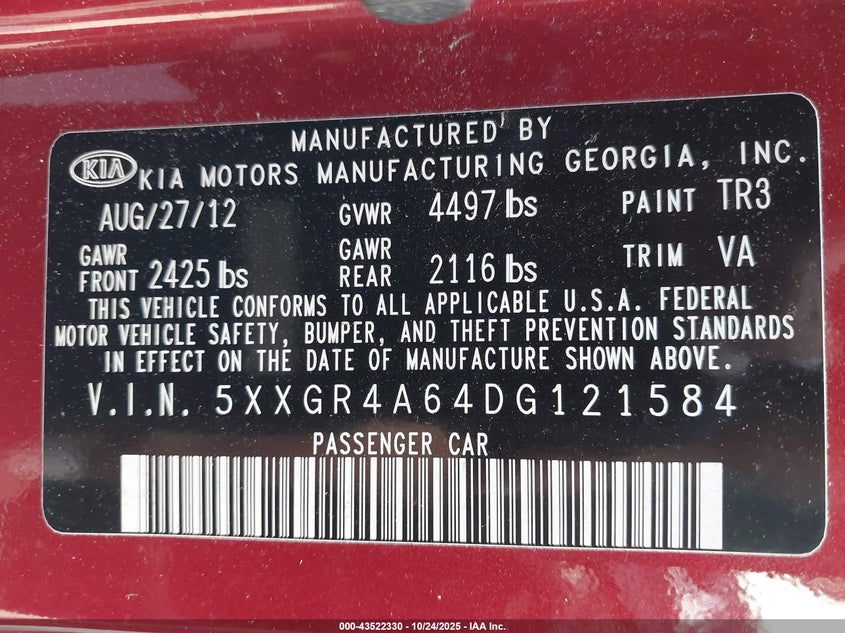 MANUFACTURED BY
KIA KIA MOTORS MANUFACTURING GEORGIA, INC.
AUG/27/12 GVWR 4497 lbs PAINT TR3
GAWR FRONT 2425 lbs GAWR REAR 2116 lbs TRIM VA
THIS VEHICLE CONFORMS TO ALL APPLICABLE U.S.A. FEDERAL
MOTOR VEHICLE SAFETY, BUMPER, AND THEFT PREVENTION STANDARDS
IN EFFECT ON THE DATE OF MANUFACTURE SHOWN ABOVE.
V.I.N. 5XXGR4A64DG121584
PASSENGER CAR
000-43522330 - 10/24/2025 - IAA Inc.